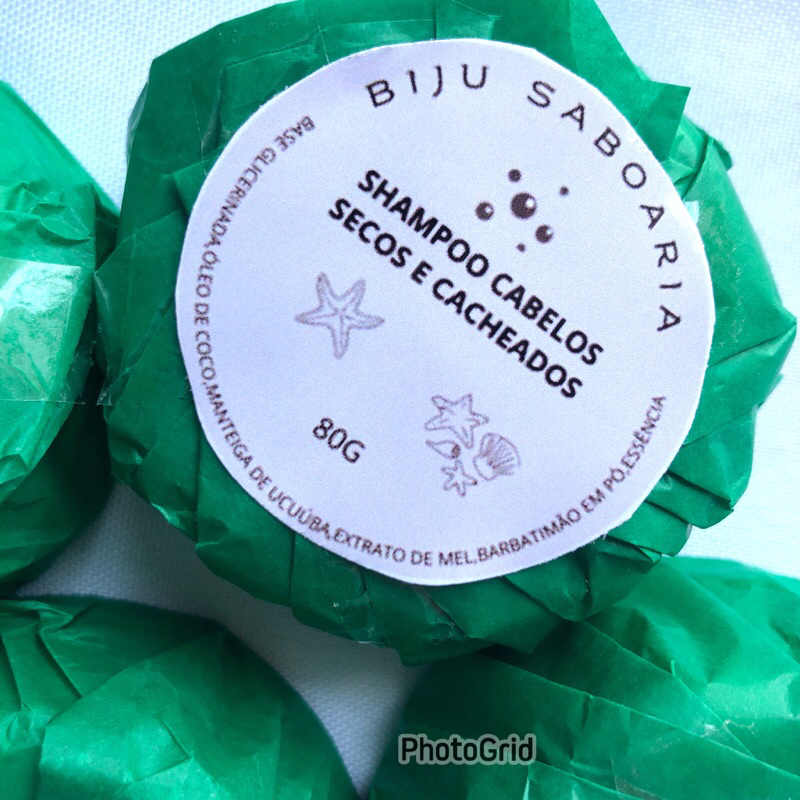 BIJU SABOARIA
SHAMPOO CABELOS
SECOS E CACHEADOS
80G
BASE GLICERINADA,ÓLEO DE COCO,MANTEIGA DE UCUÚBA,EXTRATO DE MEL,BARBATIMÃO EM PÓ,ESSÊNCIA
PhotoGrid